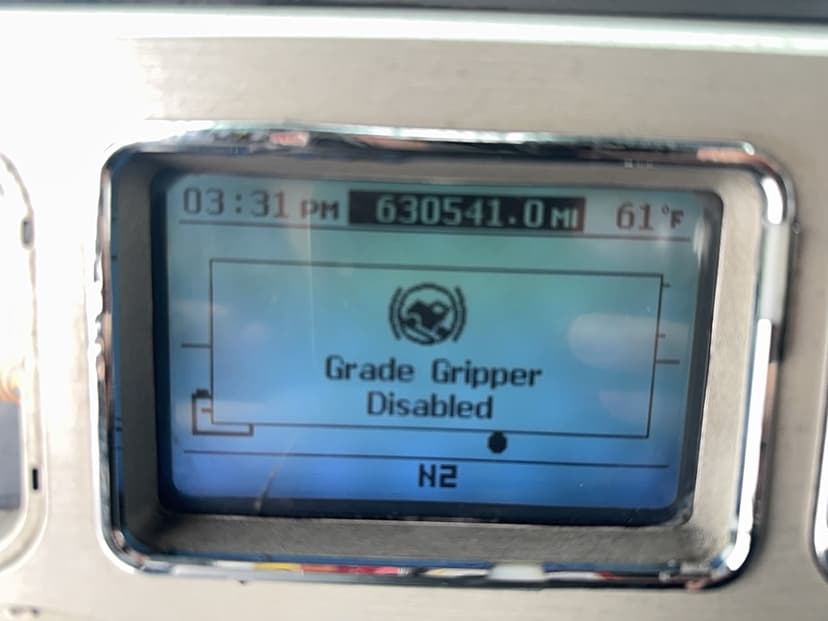 03:31 PM 630541.0 MI 61°F
Grade Gripper
Disabled
N2